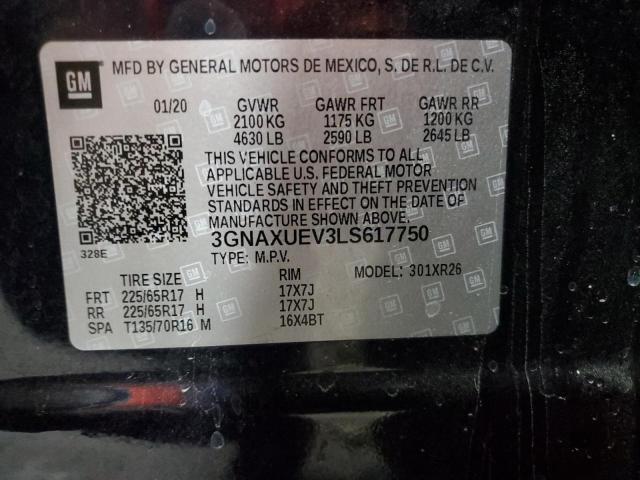 GM
MFD BY GENERAL MOTORS DE MEXICO, S. DE R.L. DE C.V.
01/20 GVWR GAWR FRT GAWR RR
2100 KG 1175 KG 1200 KG
4630 LB 2590 LB 2645 LB
THIS VEHICLE CONFORMS TO ALL
APPLICABLE U.S. FEDERAL MOTOR
VEHICLE SAFETY AND THEFT PREVENTION
STANDARDS IN EFFECT ON THE DATE OF
MANUFACTURE SHOWN ABOVE.
328E
3GNAXUEV3LS617750
TYPE: M.P.V.
TIRE SIZE RIM MODEL: 301XR26
FRT 225/65R17 H 17X7J
RR 225/65R17 H 17X7J
SPA T135/70R16 M 16X4BT